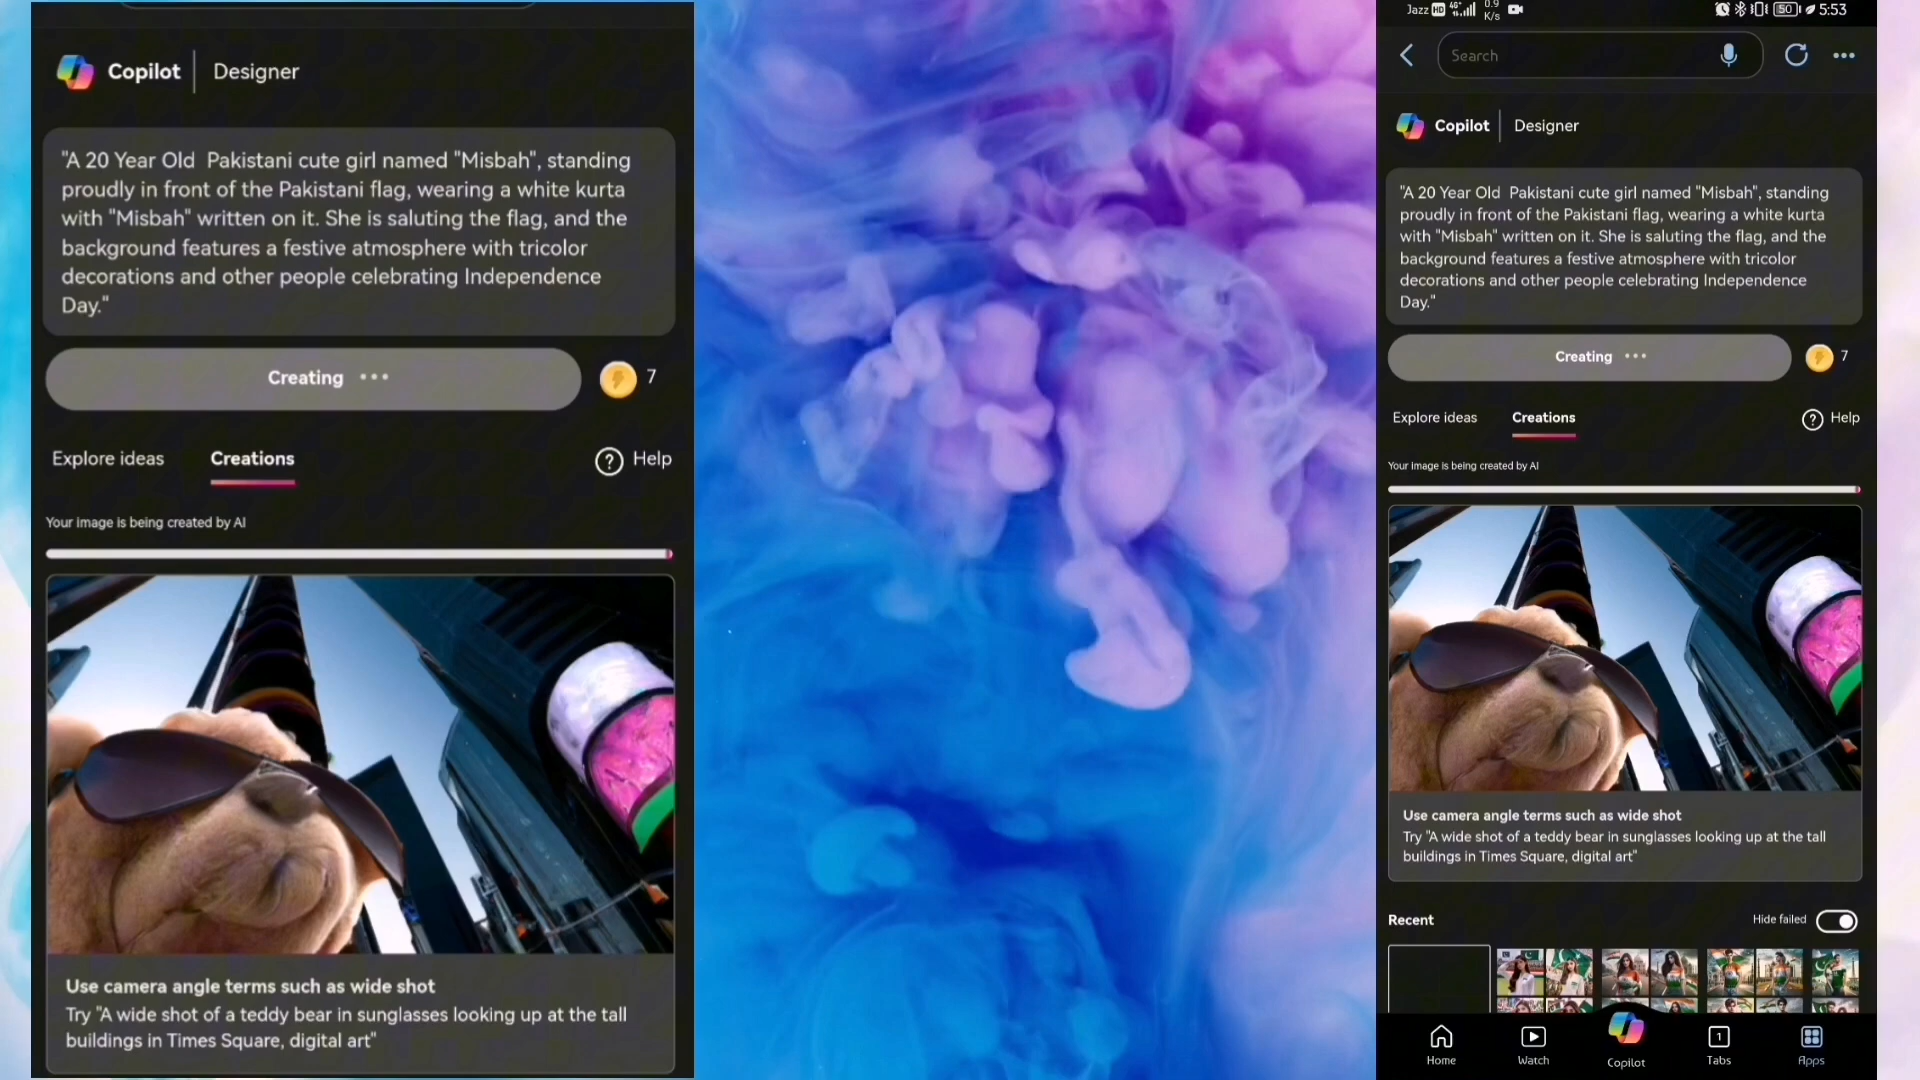 Copilot
Designer
"A 20 Year Old Pakistani cute girl named "Misbah", standing
proudly in front of the Pakistani flag, wearing a white kurta
with "Misbah" written on it. She is saluting the flag, and the
background features a festive atmosphere with tricolor
decorations and other people celebrating Independence
Day."
Creating
7
Explore ideas
Creations
Help
Your image is being created by AI
Use camera angle terms such as wide shot
Try "A wide shot of a teddy bear in sunglasses looking up at the tall
buildings in Times Square, digital art"
Jazz HD 4G+ 0.9 K/s
50 5:53
Search
Copilot
Designer
"A 20 Year Old Pakistani cute girl named "Misbah", standing
proudly in front of the Pakistani flag, wearing a white kurta
with "Misbah" written on it. She is saluting the flag, and the
background features a festive atmosphere with tricolor
decorations and other people celebrating Independence
Day."
Creating
7
Explore ideas
Creations
Help
Your image is being created by AI
Use camera angle terms such as wide shot
Try "A wide shot of a teddy bear in sunglasses looking up at the tall
buildings in Times Square, digital art"
Recent
Hide failed
Home
Watch
Copilot
1
Tabs
Apps